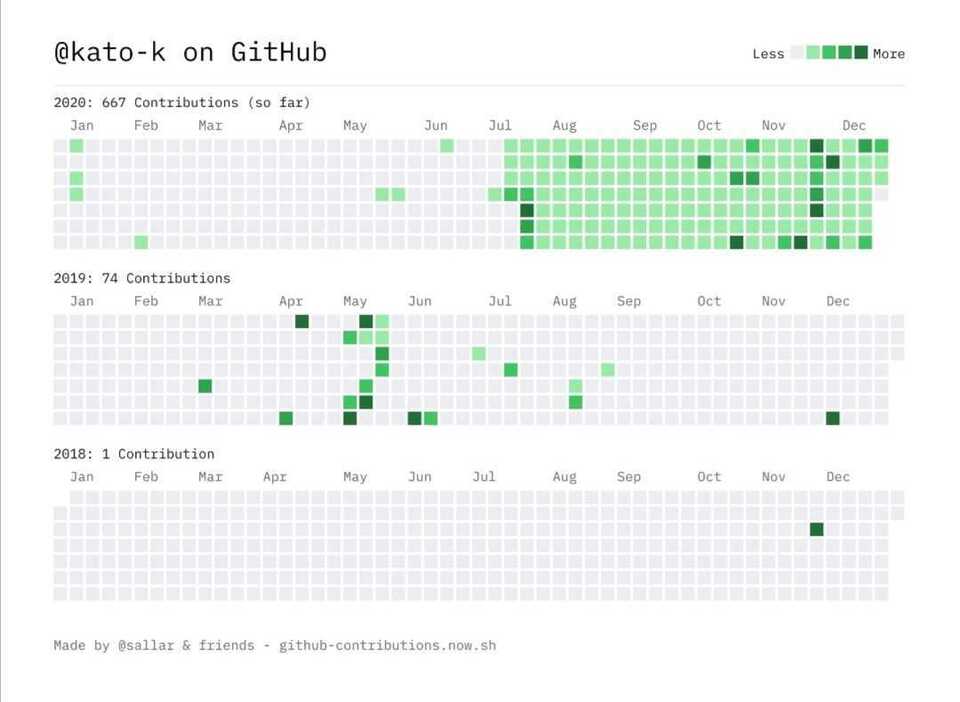 @kato-k on GitHub
Less More
2020: 667 Contributions (so far)
Jan Feb Mar Apr May Jun Jul Aug Sep Oct Nov Dec
2019: 74 Contributions
Jan Feb Mar Apr May Jun Jul Aug Sep Oct Nov Dec
2018: 1 Contribution
Jan Feb Mar Apr May Jun Jul Aug Sep Oct Nov Dec
Made by @sallar & friends - github-contributions.now.sh